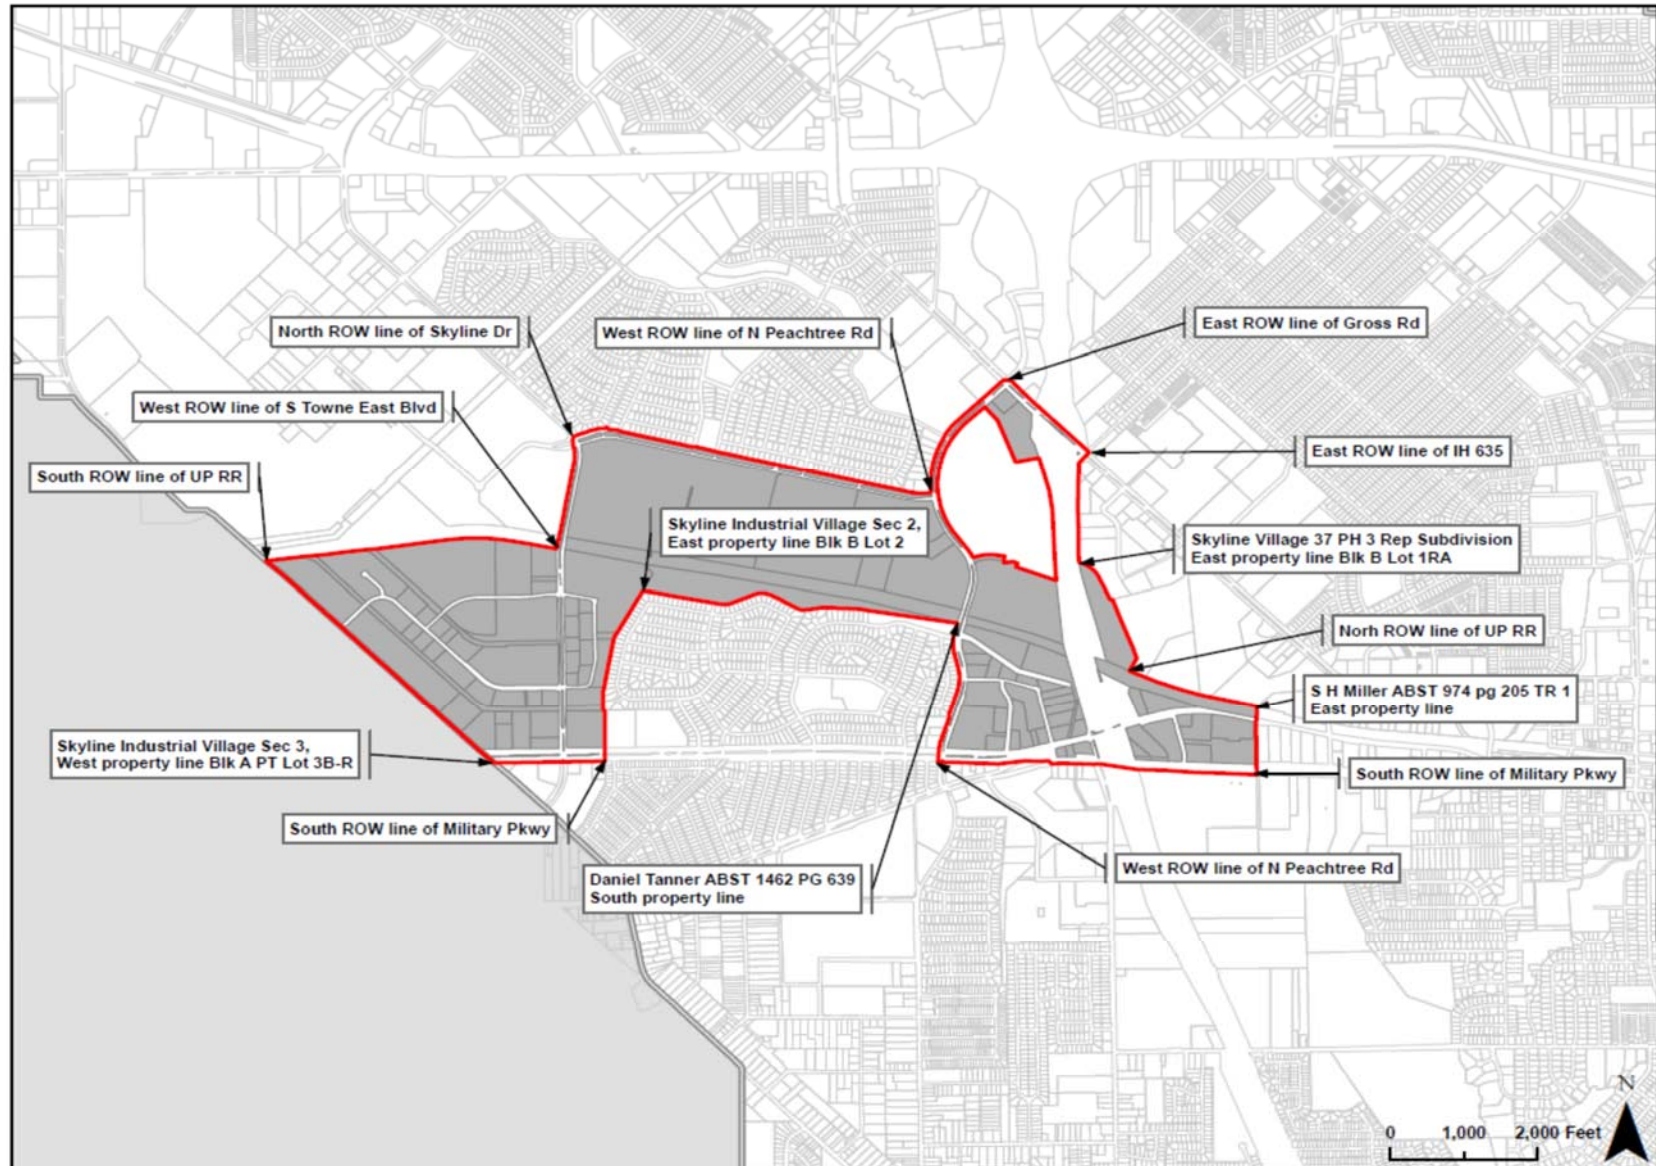 East ROW line of Gross Rd
North ROW line of Skyline Dr
West ROW line of N Peachtree Rd
West ROW line of S Towne East Blvd
East ROW line of IH 635
South ROW line of UP RR
Skyline Industrial Village Sec 2,
East property line Blk B Lot 2
Skyline Village 37 PH 3 Rep Subdivision
East property line Blk B Lot 1RA
Norh ROW line of UP RR
S H Miller ABST 974 pg 205 TR 1
East property line
Skyline Industrial Village Sec 3,
West property line Blk A PT Lot 3B-R
South ROW line of Military Pkwy
South ROW line of Military Pkwy
West ROW line of N Peachtree Rd
Daniel Tanner ABST 1462 PG 639
South property line
N
0 1,000 2,000 Feet